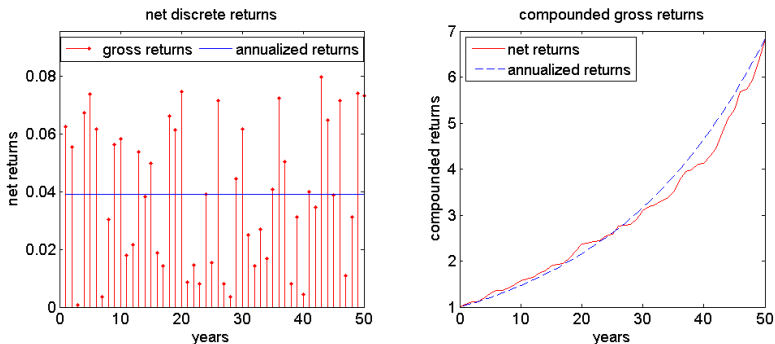 net discrete returns
gross returns annualized returns
0.08
0.06
0.04
0.02
0
net returns
0 10 20 30 40 50
years
compounded gross returns
net returns
annualized returns
7
6
5
4
3
2
1
compounded returns
0 10 20 30 40 50
years